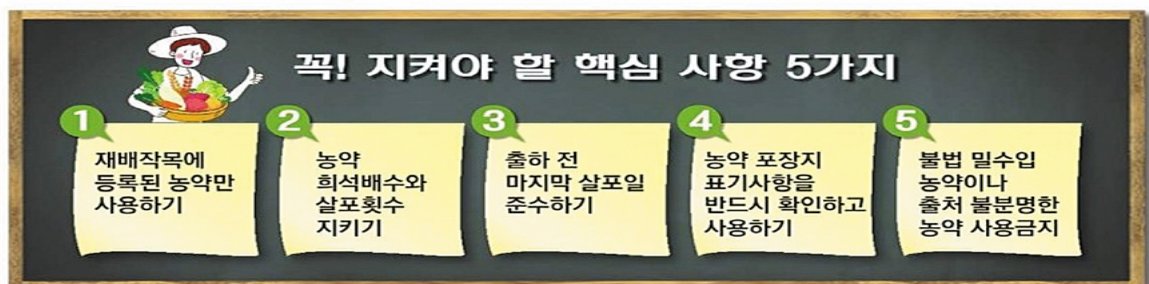 꼭! 지켜야 할 핵심 사항 5가지
1
재배작목에
등록된 농약만
사용하기
2
농약
희석배수와
살포횟수
지키기
3
출하 전
마지막 살포일
준수하기
4
농약 포장지
표기사항을
반드시 확인하고
사용하기
5
불법 밀수입
농약이나
출처 불분명한
농약 사용금지